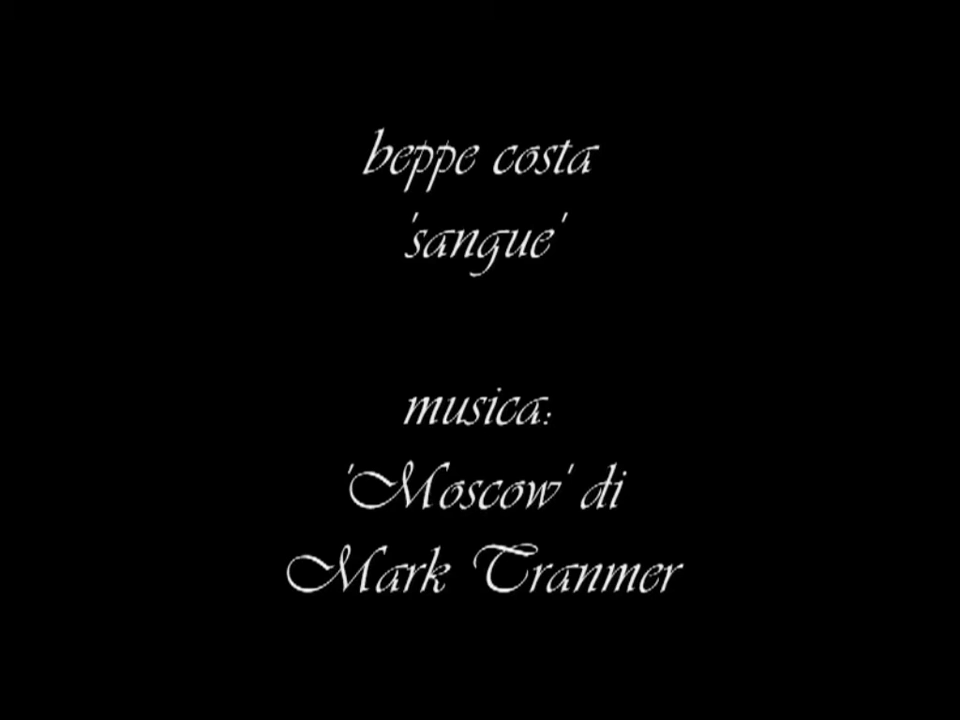 beppe costa
'sangue'
musica:
'Moscow' di
Mark Tranmer